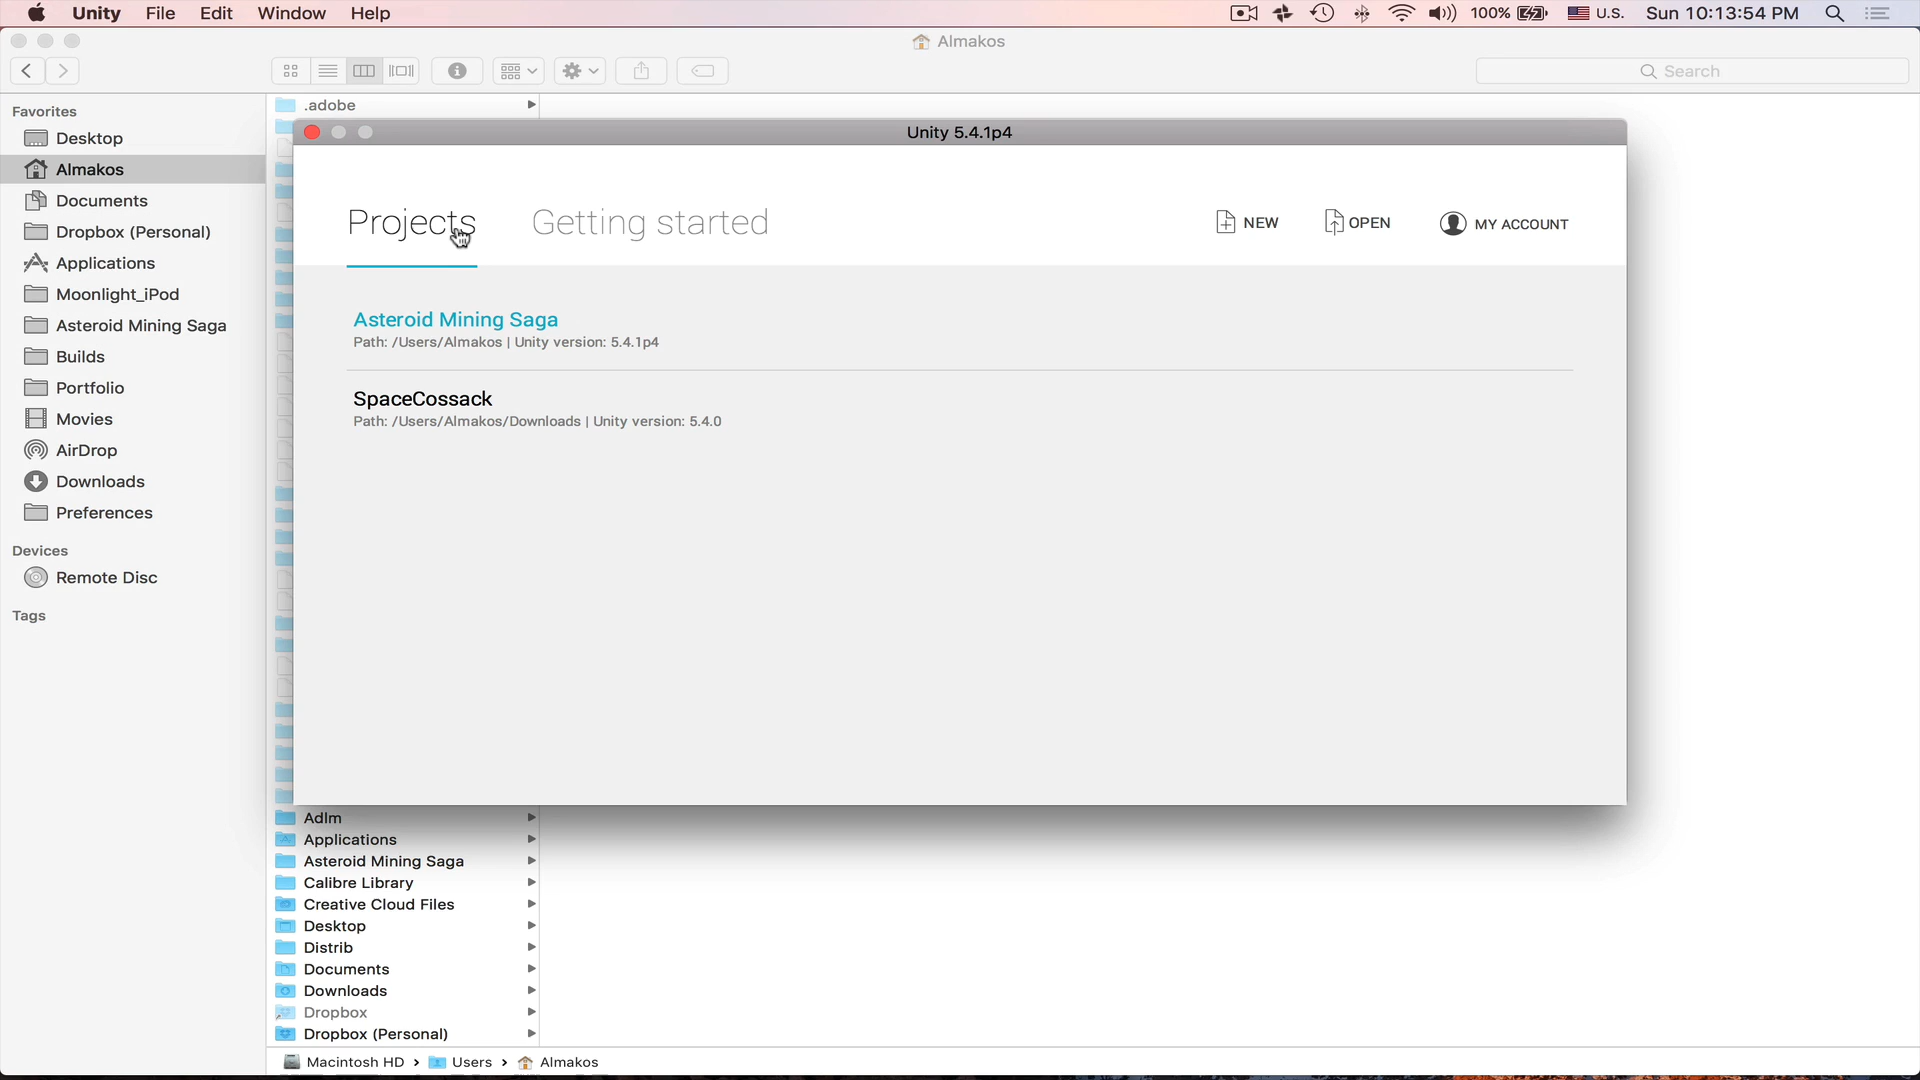 Unity File Edit Window Help
100% U.S. Sun 10:13:54 PM
Almakos
Search
Favorites
Desktop
Almakos
Documents
Dropbox (Personal)
Applications
Moonlight_iPod
Asteroid Mining Saga
Builds
Portfolio
Movies
AirDrop
Downloads
Preferences
Devices
Remote Disc
Tags
.adobe
Unity 5.4.1p4
Projects Getting started
NEW OPEN MY ACCOUNT
Asteroid Mining Saga
Path: /Users/Almakos | Unity version: 5.4.1p4
SpaceCossack
Path: /Users/Almakos/Downloads | Unity version: 5.4.0
Adlm
Applications
Asteroid Mining Saga
Calibre Library
Creative Cloud Files
Desktop
Distrib
Documents
Downloads
Dropbox
Dropbox (Personal)
Macintosh HD › Users › Almakos